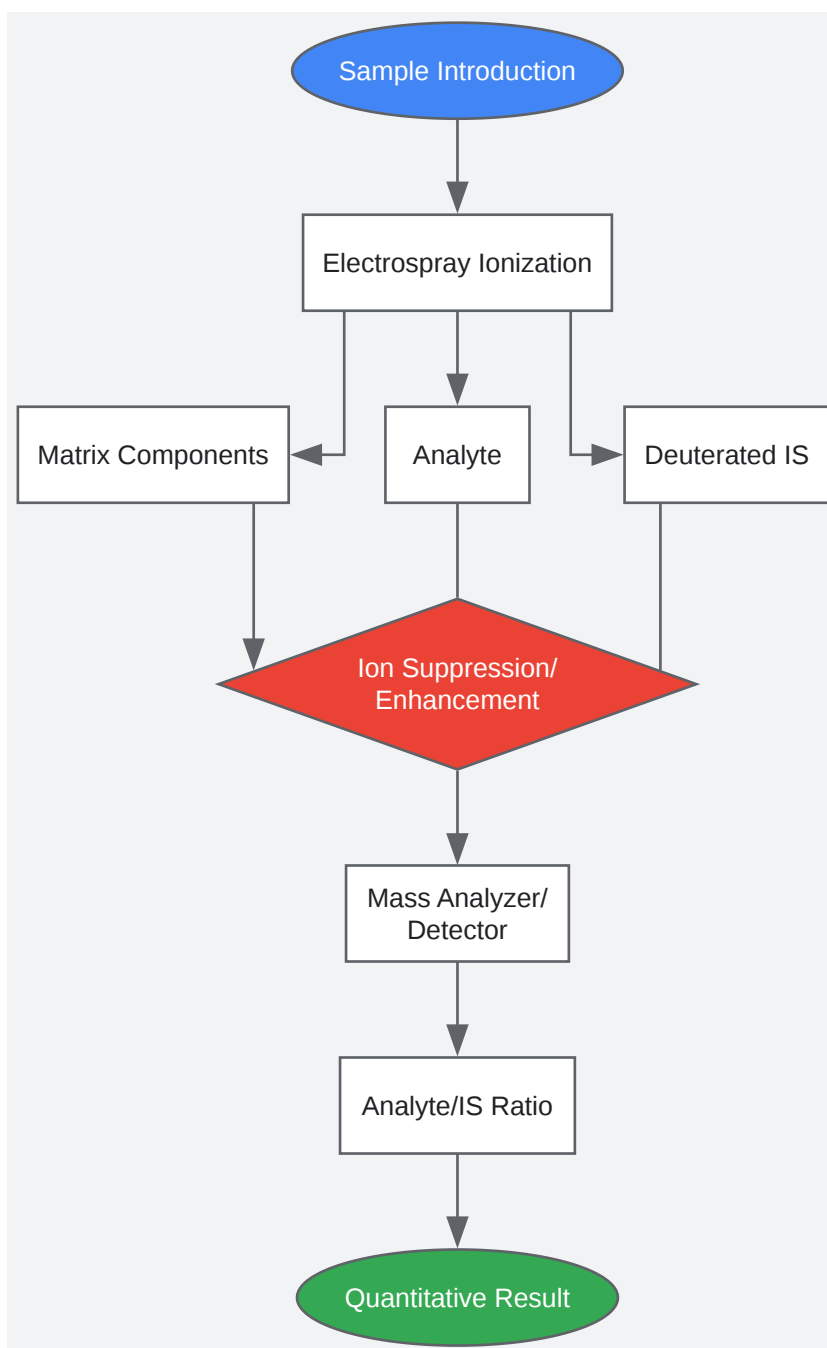 Sample Introduction
Electrospray Ionization
Matrix Components
Analyte
Deuterated IS
Ion Suppression/
Enhancement
Mass Analyzer/
Detector
Analyte/IS Ratio
Quantitative Result